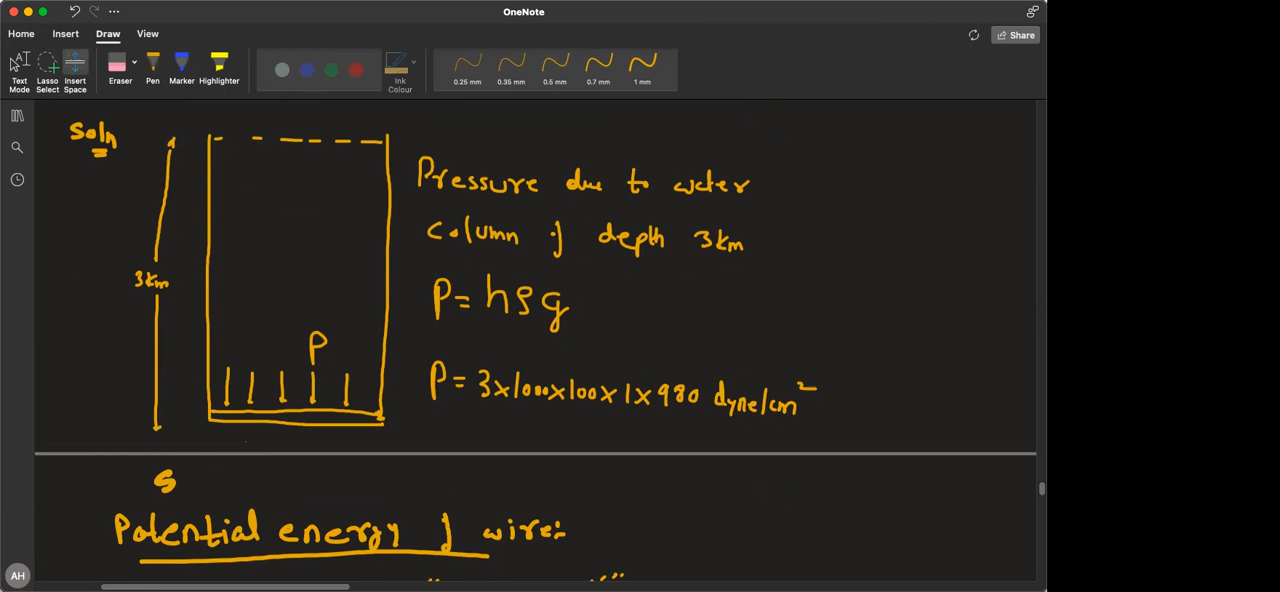 OneNote
Home Insert Draw View
Share
Text Mode
Lasso Select
Insert Space
Eraser
Pen
Marker
Highlighter
Ink Colour
0.25 mm
0.35 mm
0.5 mm
0.7 mm
1 mm
Soln
Pressure due to water
column of depth 3km
3km
P = hρg
P
P = 3×1000×100×1×980 dyne/cm²
S
Potential energy of wire:
AH